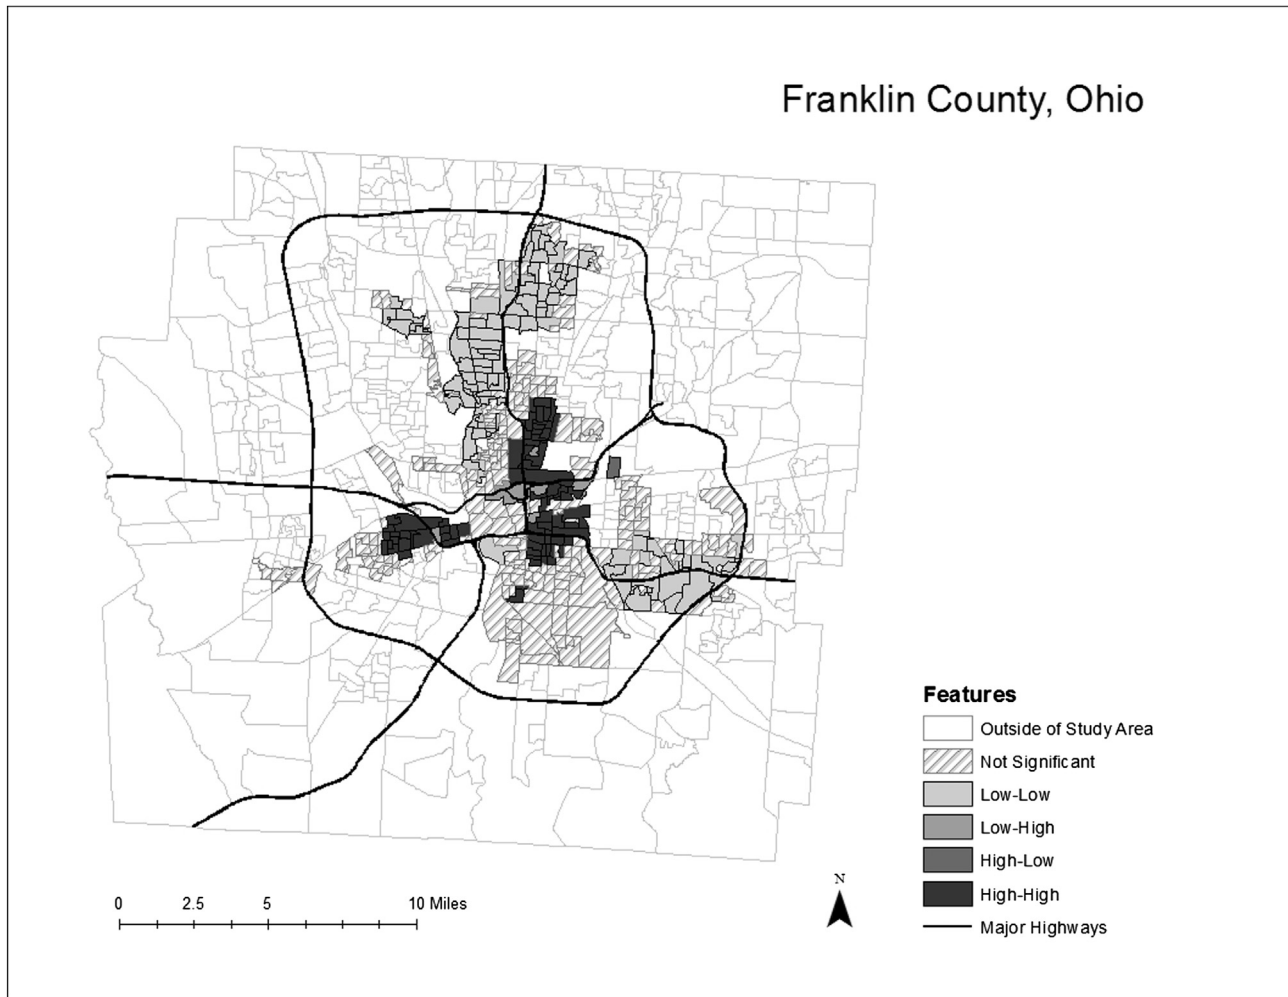 Franklin County, Ohio
Features
Outside of Study Area
Not Significant
Low-Low
Low-High
High-Low
High-High
Major Highways
N
0 2.5 5 10 Miles